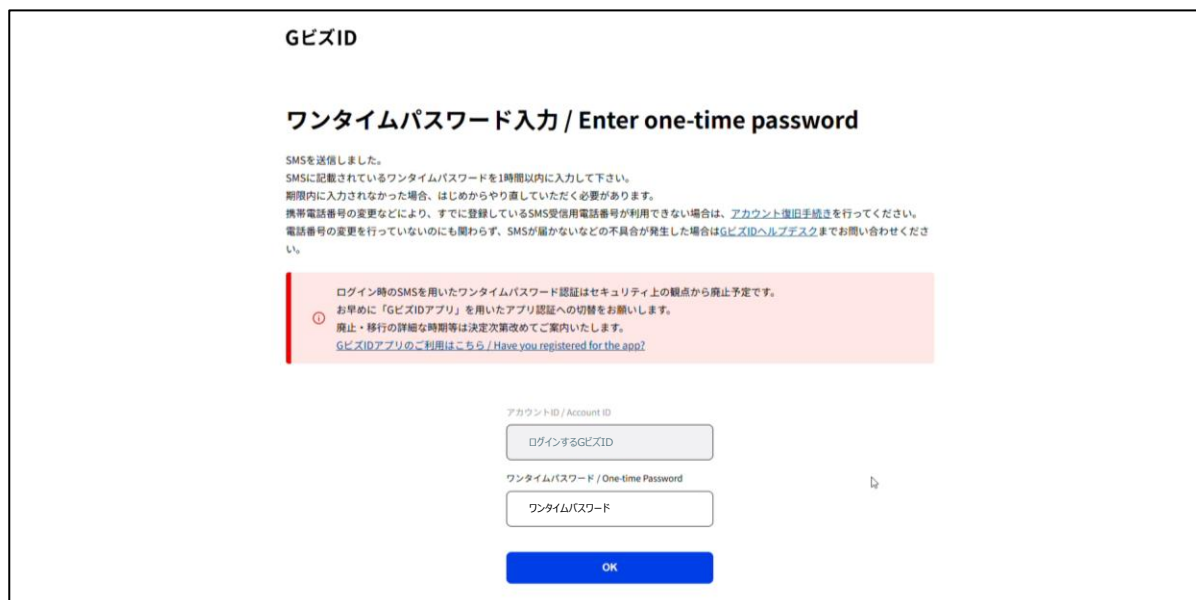 GビズID
ワンタイムパスワード入力 / Enter one-time password
SMSを送信しました。
SMSに記載されているワンタイムパスワードを1時間以内に入力して下さい。
期限内に入力されなかった場合、はじめからやり直していただく必要があります。
携帯電話番号の変更などにより、すでに登録しているSMS受信用電話番号が利用できない場合は、アカウント復旧手続きを行ってください。
電話番号の変更を行っていないのにも関わらず、SMSが届かないなどの不具合が発生した場合はGビズIDヘルプデスクまでお問い合わせくださ
い。
ログイン時のSMSを用いたワンタイムパスワード認証はセキュリティ上の観点から廃止予定です。
お早めに「GビズIDアプリ」を用いたアプリ認証への切替をお願いします。
廃止・移行の詳細な時期等は決定次第改めてご案内いたします。
GビズIDアプリのご利用はこちら / Have you registered for the app?
アカウントID / Account ID
ログインするGビズID
ワンタイムパスワード / One-time Password
ワンタイムパスワード
OK